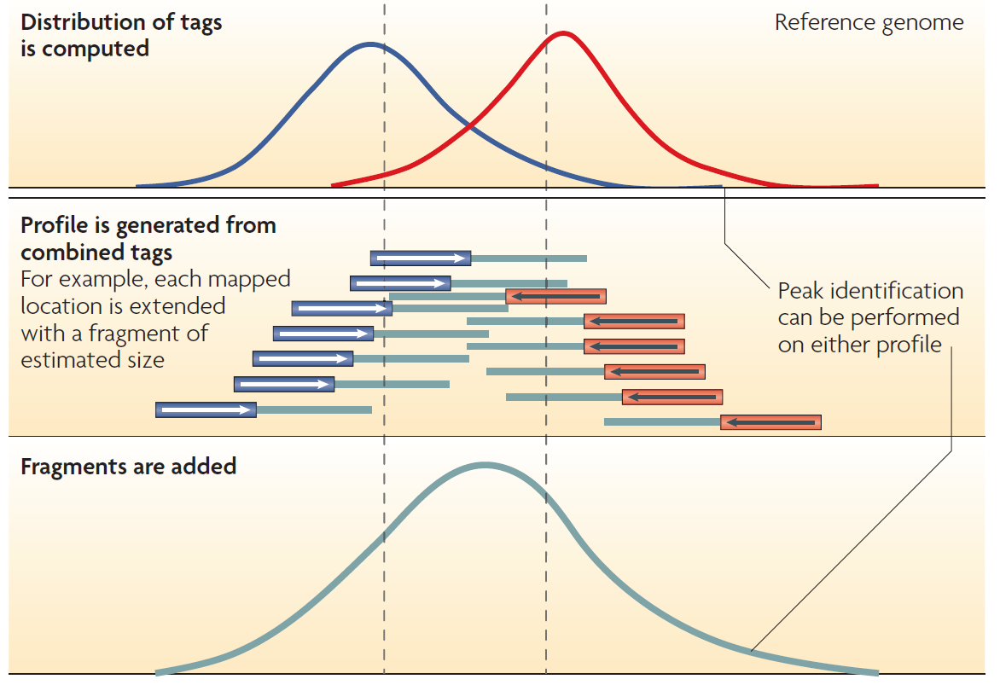 Distribution of tags
is computed
Reference genome
Profile is generated from
combined tags
For example, each mapped
location is extended
with a fragment of
estimated size
Peak identification
can be performed
on either profile
Fragments are added